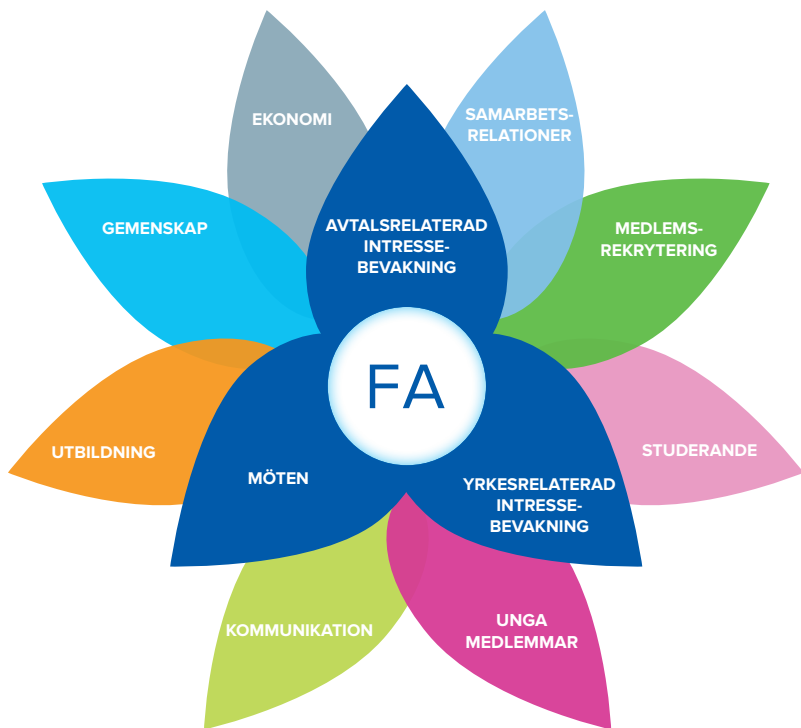 EKONOMI
SAMARBETS-
RELATIONER
GEMENSKAP
AVTALSRELATERAD
INTRESSE-
BEVAKNING
MEDLEMS-
REKRYTERING
FA
UTBILDNING
MÖTEN
YRKESRELATERAD
INTRESSE-
BEVAKNING
STUDERANDE
KOMMUNIKATION
UNGA
MEDLEMMAR